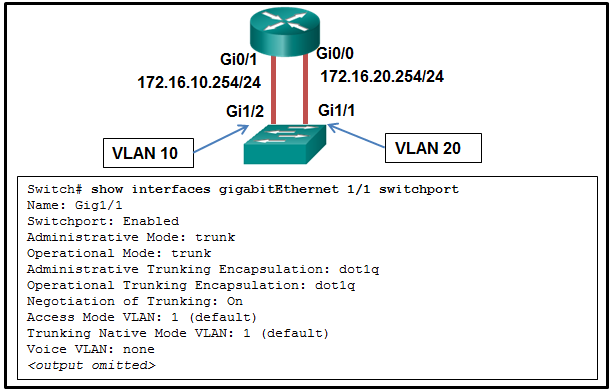 Gi0/1
Gi0/0
172.16.10.254/24
172.16.20.254/24
Gi1/2
Gi1/1
VLAN 10
VLAN 20
Switch# show interfaces gigabitEthernet 1/1 switchport
Name: Gig1/1
Switchport: Enabled
Administrative Mode: trunk
Operational Mode: trunk
Administrative Trunking Encapsulation: dot1q
Operational Trunking Encapsulation: dot1q
Negotiation of Trunking: On
Access Mode VLAN: 1 (default)
Trunking Native Mode VLAN: 1 (default)
Voice VLAN: none
<output omitted>